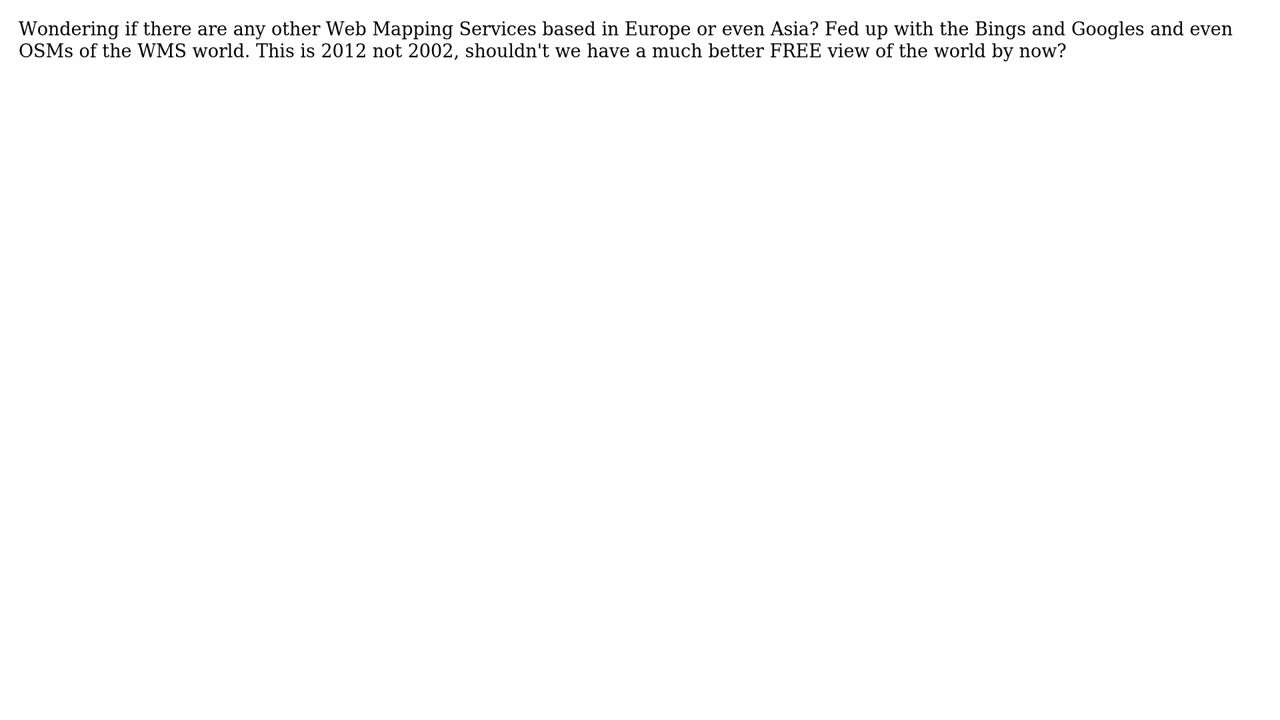 Wondering if there are any other Web Mapping Services based in Europe or even Asia? Fed up with the Bings and Googles and even
OSMs of the WMS world. This is 2012 not 2002, shouldn't we have a much better FREE view of the world by now?